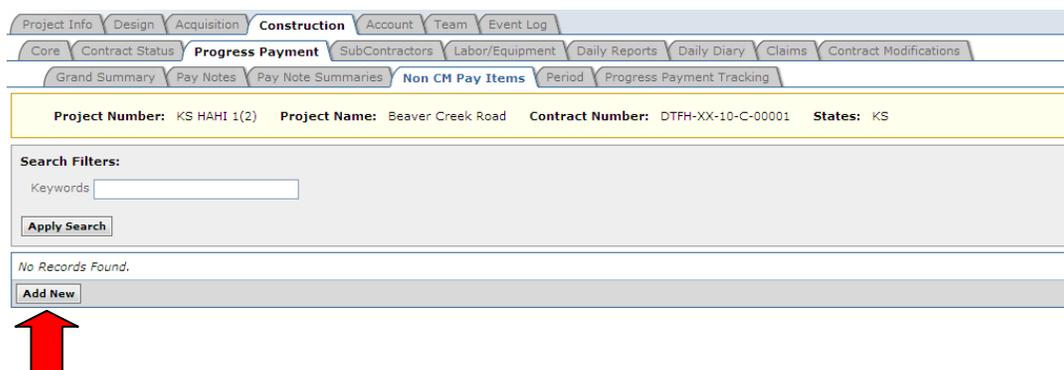 Project Info Design Acquisition Construction Account Team Event Log
Core Contract Status Progress Payment SubContractors Labor/Equipment Daily Reports Daily Diary Claims Contract Modifications
Grand Summary Pay Notes Pay Note Summaries Non CM Pay Items Period Progress Payment Tracking
Project Number: KS HAHI 1(2) Project Name: Beaver Creek Road Contract Number: DTFH-XX-10-C-00001 States: KS
Search Filters:
Keywords
Apply Search
No Records Found.
Add New